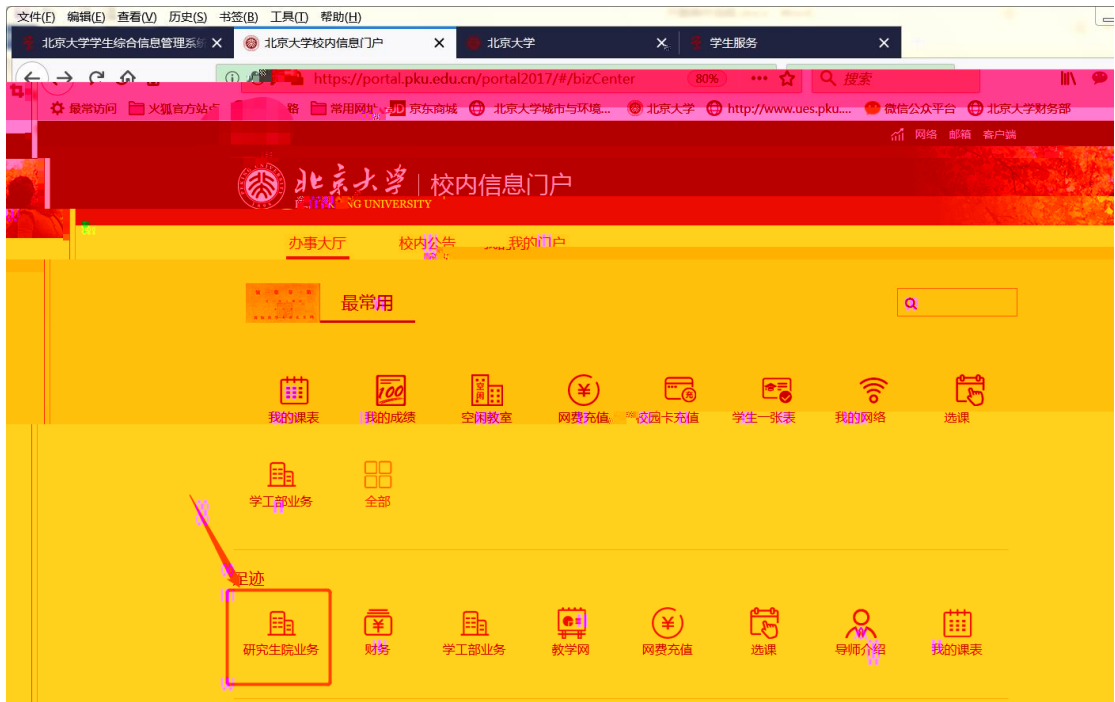 文件(F) 编辑(E) 查看(V) 历史(S) 书签(B) 工具(T) 帮助(H)
北京大学学生综合信息管理系统 北京大学校内信息门户 北京大学 学生服务
https://portal.pku.edu.cn/portal2017/#/bizCenter 80% 搜索
最常访问 火狐官方站点 常用网址 JD 京东商城 北京大学城市与环境... 北京大学 http://www.ues.pku.... 微信公众平台 北京大学财务部
网络 邮箱 客户端
北京大学 校内信息门户
NG UNIVERSITY
办事大厅 校内公告 我的门户
最常用
我的课表 我的成绩 空闲教室 网费充值 校园卡充值 学生一张表 我的网络 选课
学工部业务 全部
足迹
研究生院业务 财务 学工部业务 教学网 网费充值 选课 导师介绍 我的课表